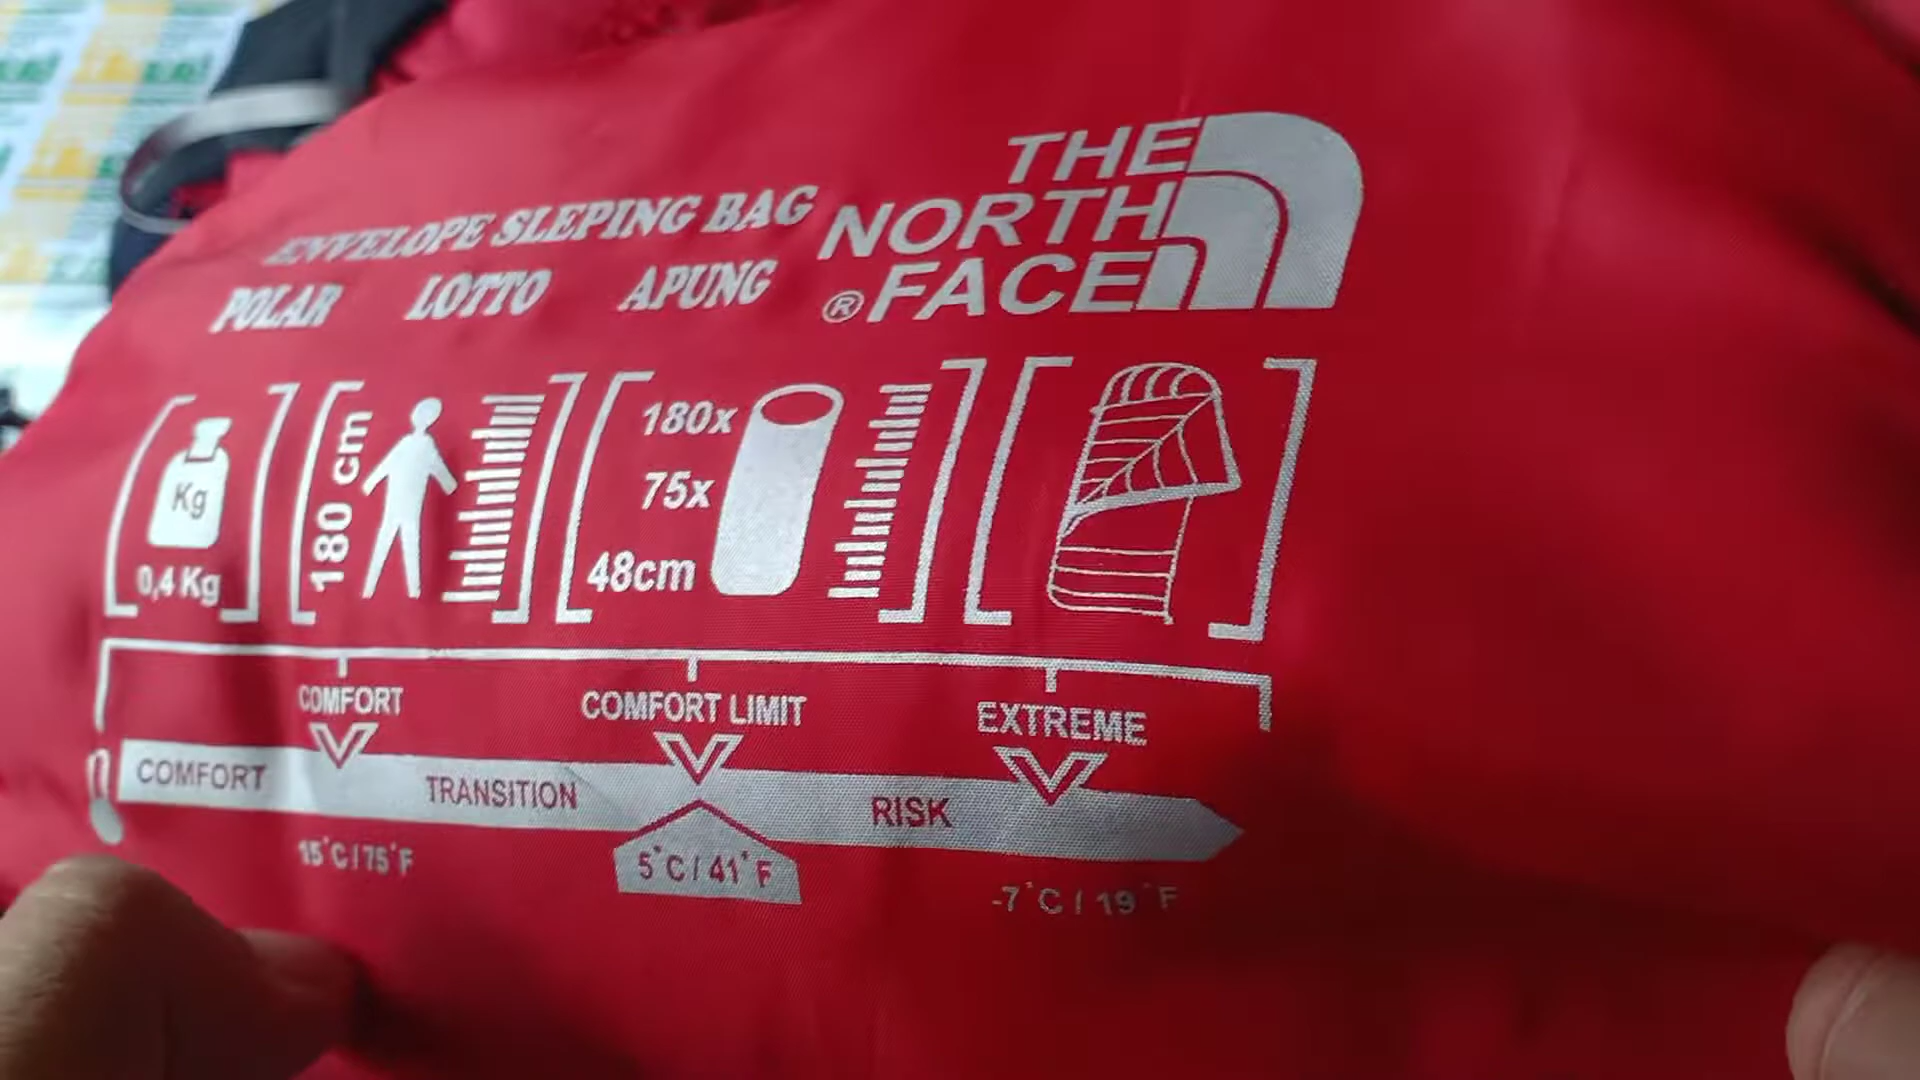 THE
NORTH
® FACE
ENVELOPE SLEPING BAG
POLAR LOTTO APUNG
Kg
0,4 Kg
180 cm
180x
75x
48cm
COMFORT
COMFORT LIMIT
EXTREME
COMFORT
TRANSITION
RISK
15°C/75°F
5°C/41°F
-7°C/19°F